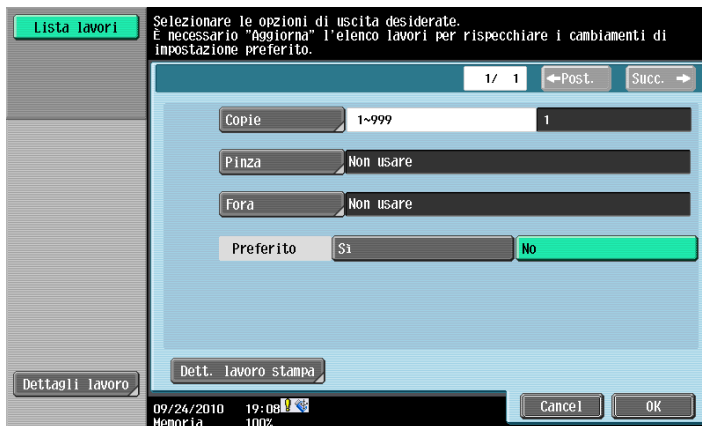 Lista lavori
Selezionare le opzioni di uscita desiderate.
È necessario "Aggiorna" l'elenco lavori per rispecchiare i cambiamenti di
impostazione preferito.
1/ 1 ←Post. Succ. →
Copie 1~999 1
Pinza Non usare
Fora Non usare
Preferito Sì No
Dett. lavoro stampa
Dettagli lavoro
09/24/2010 19:08
Memoria 100%
Cancel OK